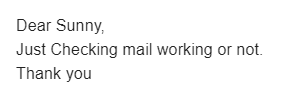 Dear Sunny,
Just Checking mail working or not.
Thank you